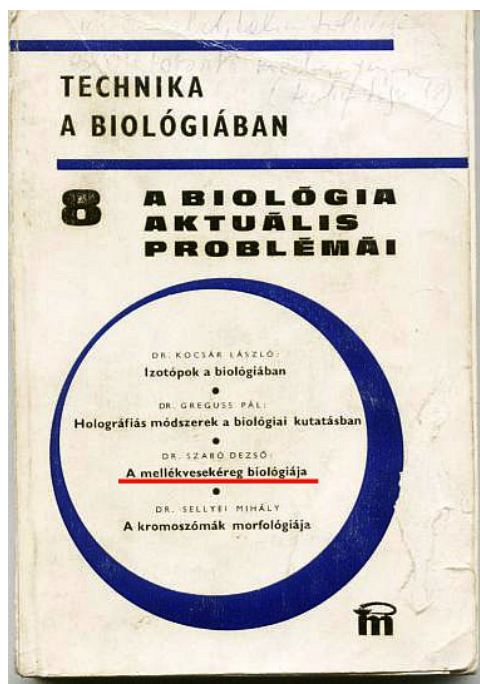 TECHNIKA
A BIOLÓGIÁBAN
8 A BIOLÓGIA
AKTUÁLIS
PROBLÉMÁI
DR. KOCSÁR LÁSZLÓ:
Izotópok a biológiában
DR. GREGUSS PÁL:
Holográfiás módszerek a biológiai kutatásban
DR. SZABÓ DEZSŐ:
A mellékvesekéreg biológiája
DR. SELLYEI MIHÁLY
A kromoszómák morfológiája
m